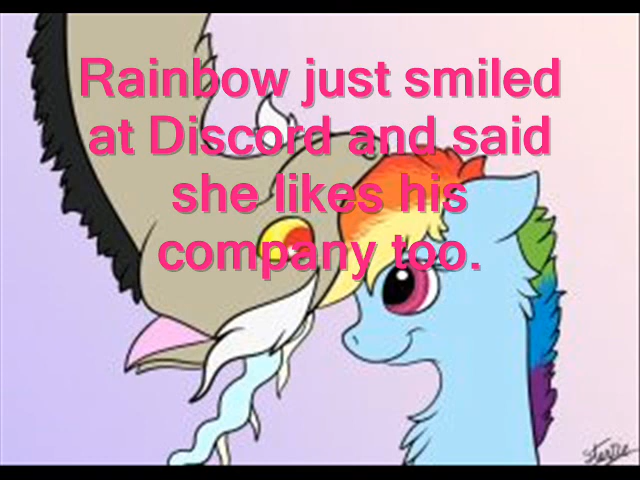 Rainbow just smiled
at Discord and said
she likes his
company too.